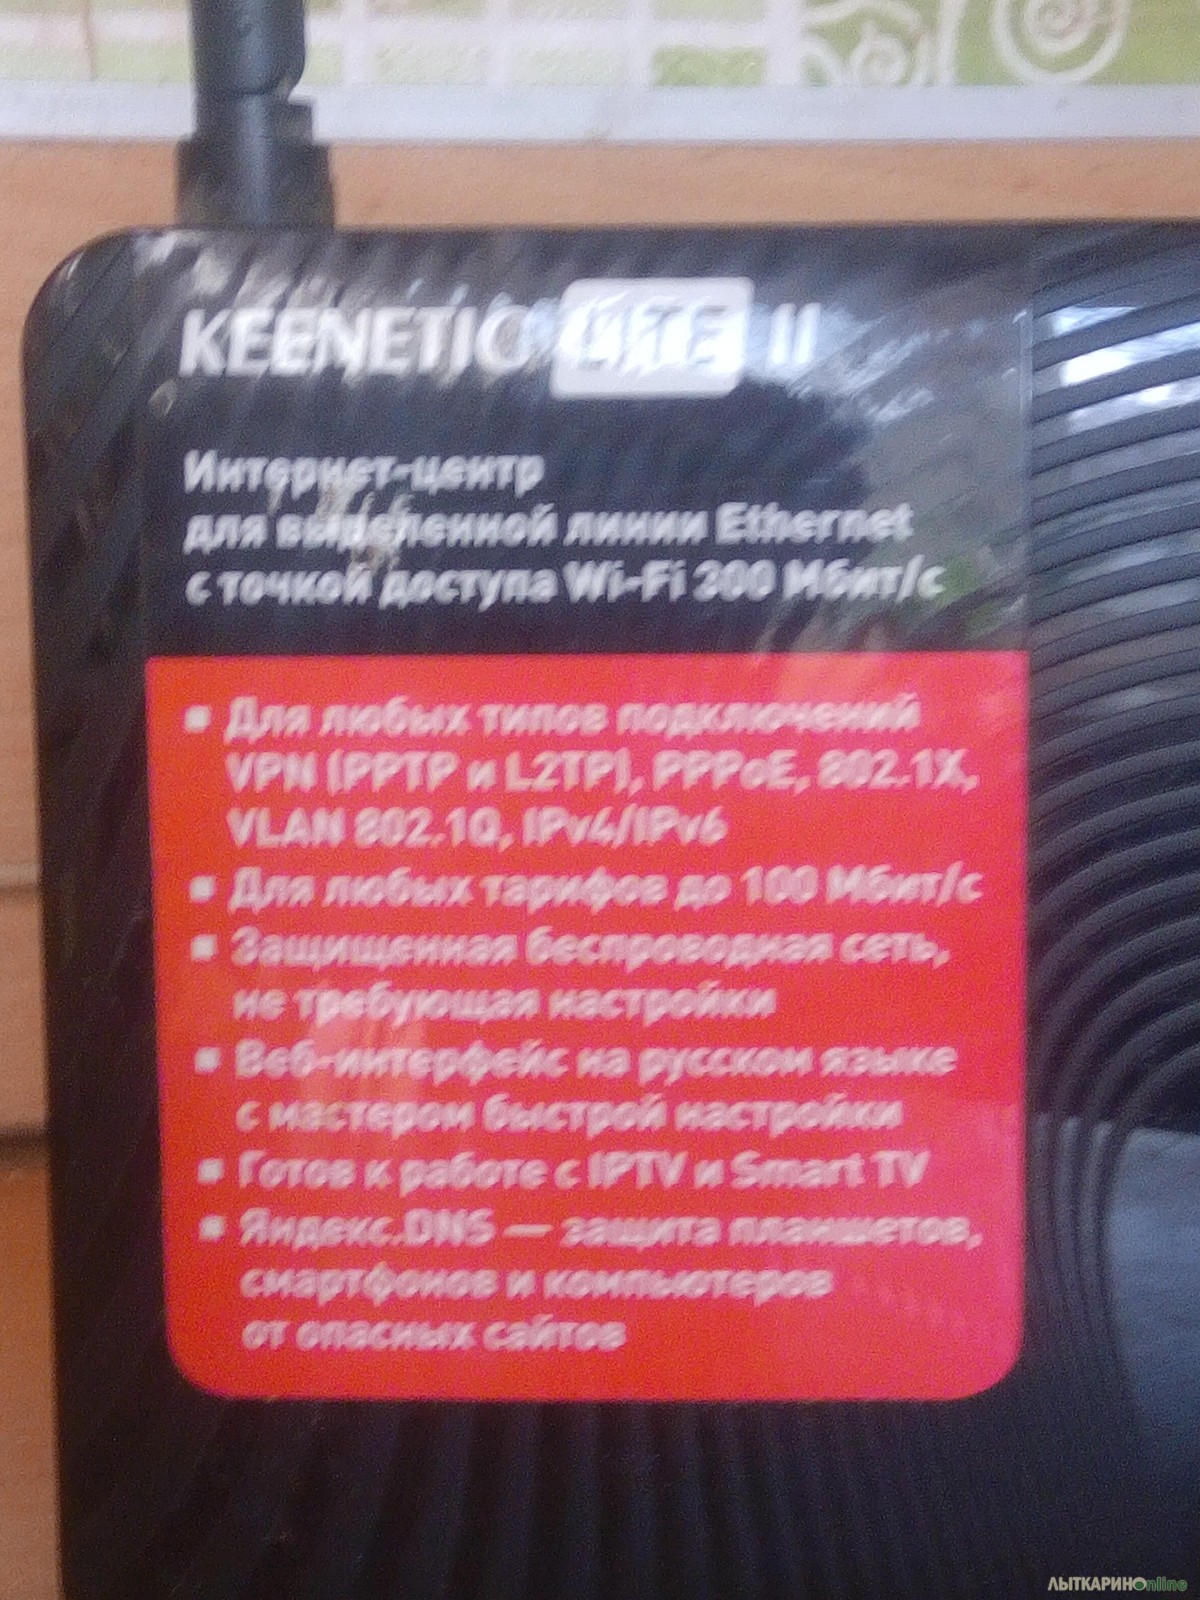 KEENETIC LITE II
Интернет-центр
для выделенной линии Ethernet
с точкой доступа Wi-Fi 300 Мбит/с
▪ Для любых типов подключений
VPN (PPTP и L2TP), PPPoE, 802.1X,
VLAN 802.1Q, IPv4/IPv6
▪ Для любых тарифов до 100 Мбит/с
▪ Защищенная беспроводная сеть,
не требующая настройки
▪ Веб-интерфейс на русском языке
с мастером быстрой настройки
▪ Готов к работе с IPTV и Smart TV
▪ Яндекс.DNS — защита планшетов,
смартфонов и компьютеров
от опасных сайтов
ЛЫТКАРИНОonline